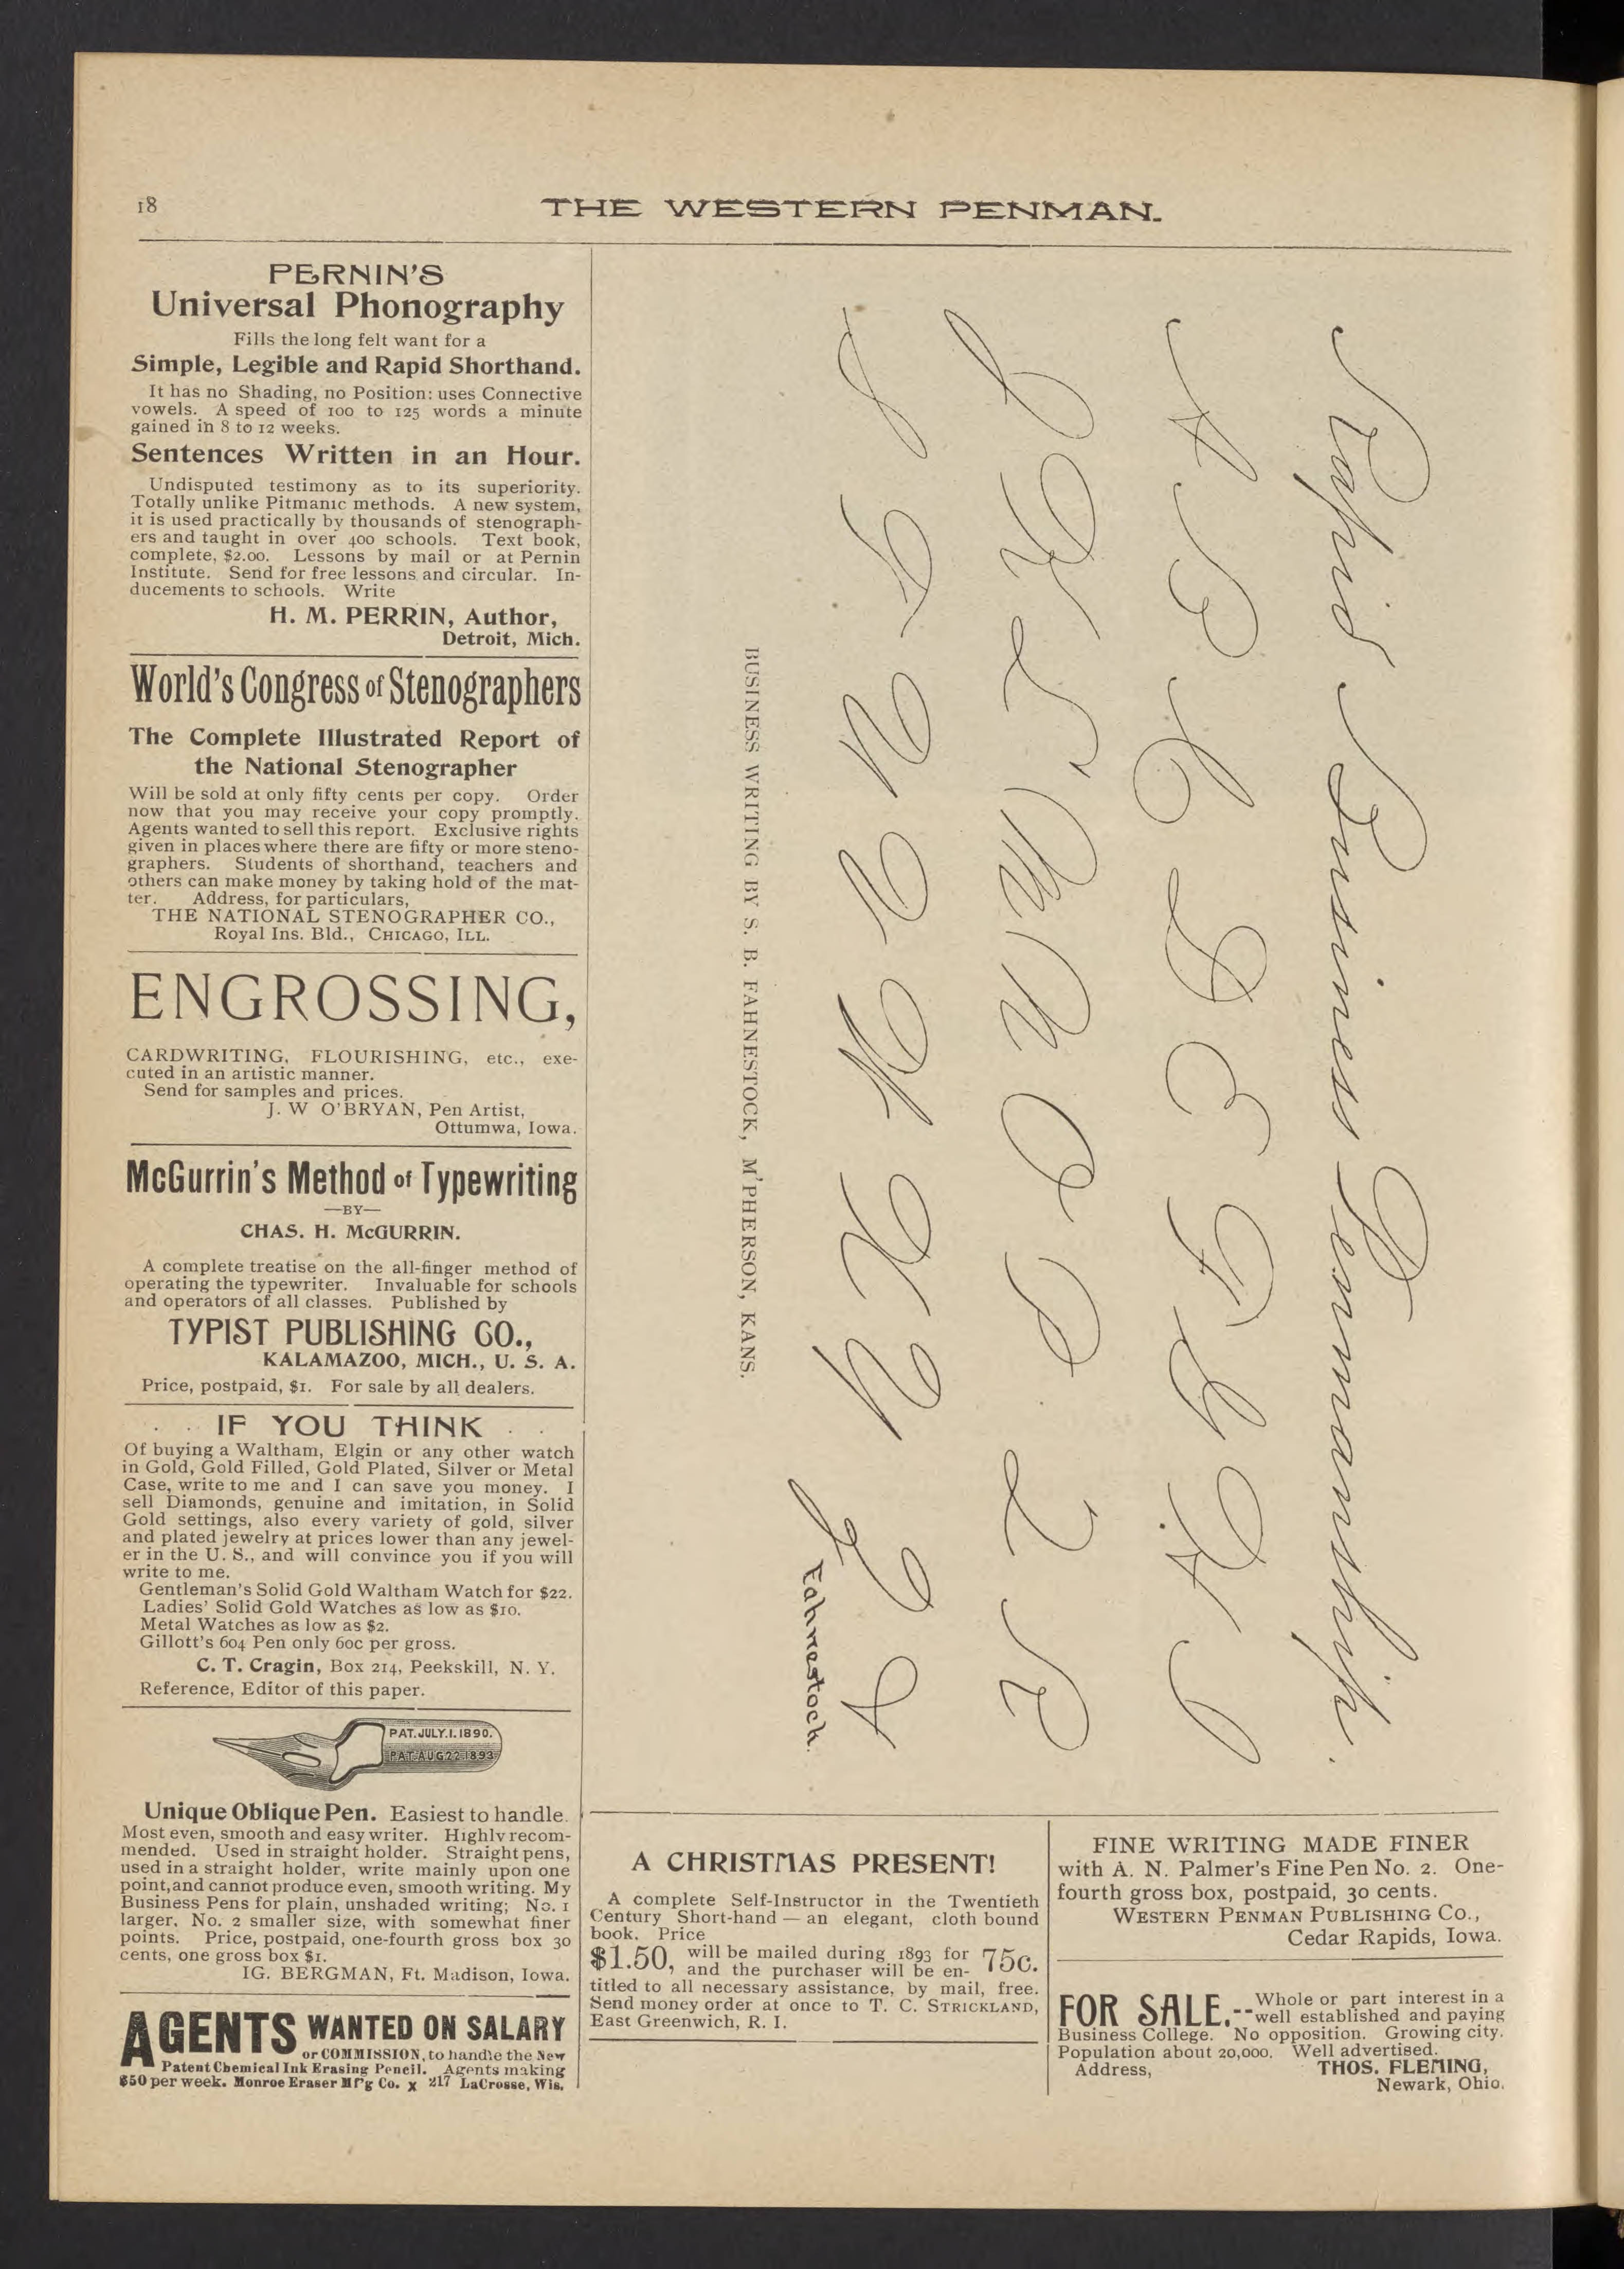 18
THE WESTERN PENMAN.
PERNIN'S
Universal Phonography
Fills the long felt want for a
Simple, Legible and Rapid Shorthand.
It has no Shading, no Position: uses Connective
vowels. A speed of 100 to 125 words a minute
gained in 8 to 12 weeks.
Sentences Written in an Hour.
Undisputed testimony as to its superiority.
Totally unlike Pitmanic methods. A new system,
it is used practically by thousands of stenograph-
ers and taught in over 400 schools. Text book,
complete, $2.00. Lessons by mail or at Pernin
Institute. Send for free lessons and circular. In-
ducements to schools. Write
H. M. PERRIN, Author,
Detroit, Mich.
World's Congress of Stenographers
The Complete Illustrated Report of
the National Stenographer
Will be sold at only fifty cents per copy. Order
now that you may receive your copy promptly.
Agents wanted to sell this report. Exclusive rights
given in places where there are fifty or more steno-
graphers. Students of shorthand, teachers and
others can make money by taking hold of the mat-
ter. Address, for particulars,
THE NATIONAL STENOGRAPHER CO.,
Royal Ins. Bld., CHICAGO, ILL.
ENGROSSING,
CARDWRITING, FLOURISHING, etc., exe-
cuted in an artistic manner.
Send for samples and prices.
J. W O'BRYAN, Pen Artist,
Ottumwa, Iowa.
McGurrin's Method of Typewriting
—BY—
CHAS. H. McGURRIN.
A complete treatise on the all-finger method of
operating the typewriter. Invaluable for schools
and operators of all classes. Published by
TYPIST PUBLISHING CO.,
KALAMAZOO, MICH., U. S. A.
Price, postpaid, $1. For sale by all dealers.
IF YOU THINK
Of buying a Waltham, Elgin or any other watch
in Gold, Gold Filled, Gold Plated, Silver or Metal
Case, write to me and I can save you money. I
sell Diamonds, genuine and imitation, in Solid
Gold settings, also every variety of gold, silver
and plated jewelry at prices lower than any jewel-
er in the U. S., and will convince you if you will
write to me.
Gentleman's Solid Gold Waltham Watch for $22.
Ladies' Solid Gold Watches as low as $10.
Metal Watches as low as $2.
Gillott's 604 Pen only 60c per gross.
C. T. Cragin, Box 214, Peekskill, N. Y.
Reference, Editor of this paper.
PAT. JULY.1.1890.
PAT. AUG 22 1893
Unique Oblique Pen. Easiest to handle.
Most even, smooth and easy writer. Highly recom-
mended. Used in straight holder. Straight pens,
used in a straight holder, write mainly upon one
point, and cannot produce even, smooth writing. My
Business Pens for plain, unshaded writing; No. 1
larger, No. 2 smaller size, with somewhat finer
points. Price, postpaid, one-fourth gross box 30
cents, one gross box $1.
IG. BERGMAN, Ft. Madison, Iowa.
AGENTS WANTED ON SALARY
or COMMISSION, to handle the New
Patent Chemical Ink Erasing Pencil. Agents making
$50 per week. Monroe Eraser M'f'g Co. x 217 LaCrosse, Wis.
Rapid Business Penmanship.
Fahnestock.
BUSINESS WRITING BY S. B. FAHNESTOCK, M'PHERSON, KANS.
A CHRISTMAS PRESENT!
A complete Self-Instructor in the Twentieth
Century Short-hand — an elegant, cloth bound
book. Price
$1.50, will be mailed during 1893 for 75c.
and the purchaser will be en-
titled to all necessary assistance, by mail, free.
Send money order at once to T. C. STRICKLAND,
East Greenwich, R. I.
FINE WRITING MADE FINER
with A. N. Palmer's Fine Pen No. 2. One-
fourth gross box, postpaid, 30 cents.
WESTERN PENMAN PUBLISHING CO.,
Cedar Rapids, Iowa.
FOR SALE.--Whole or part interest in a
well established and paying
Business College. No opposition. Growing city.
Population about 20,000. Well advertised.
Address, THOS. FLEMING,
Newark, Ohio.